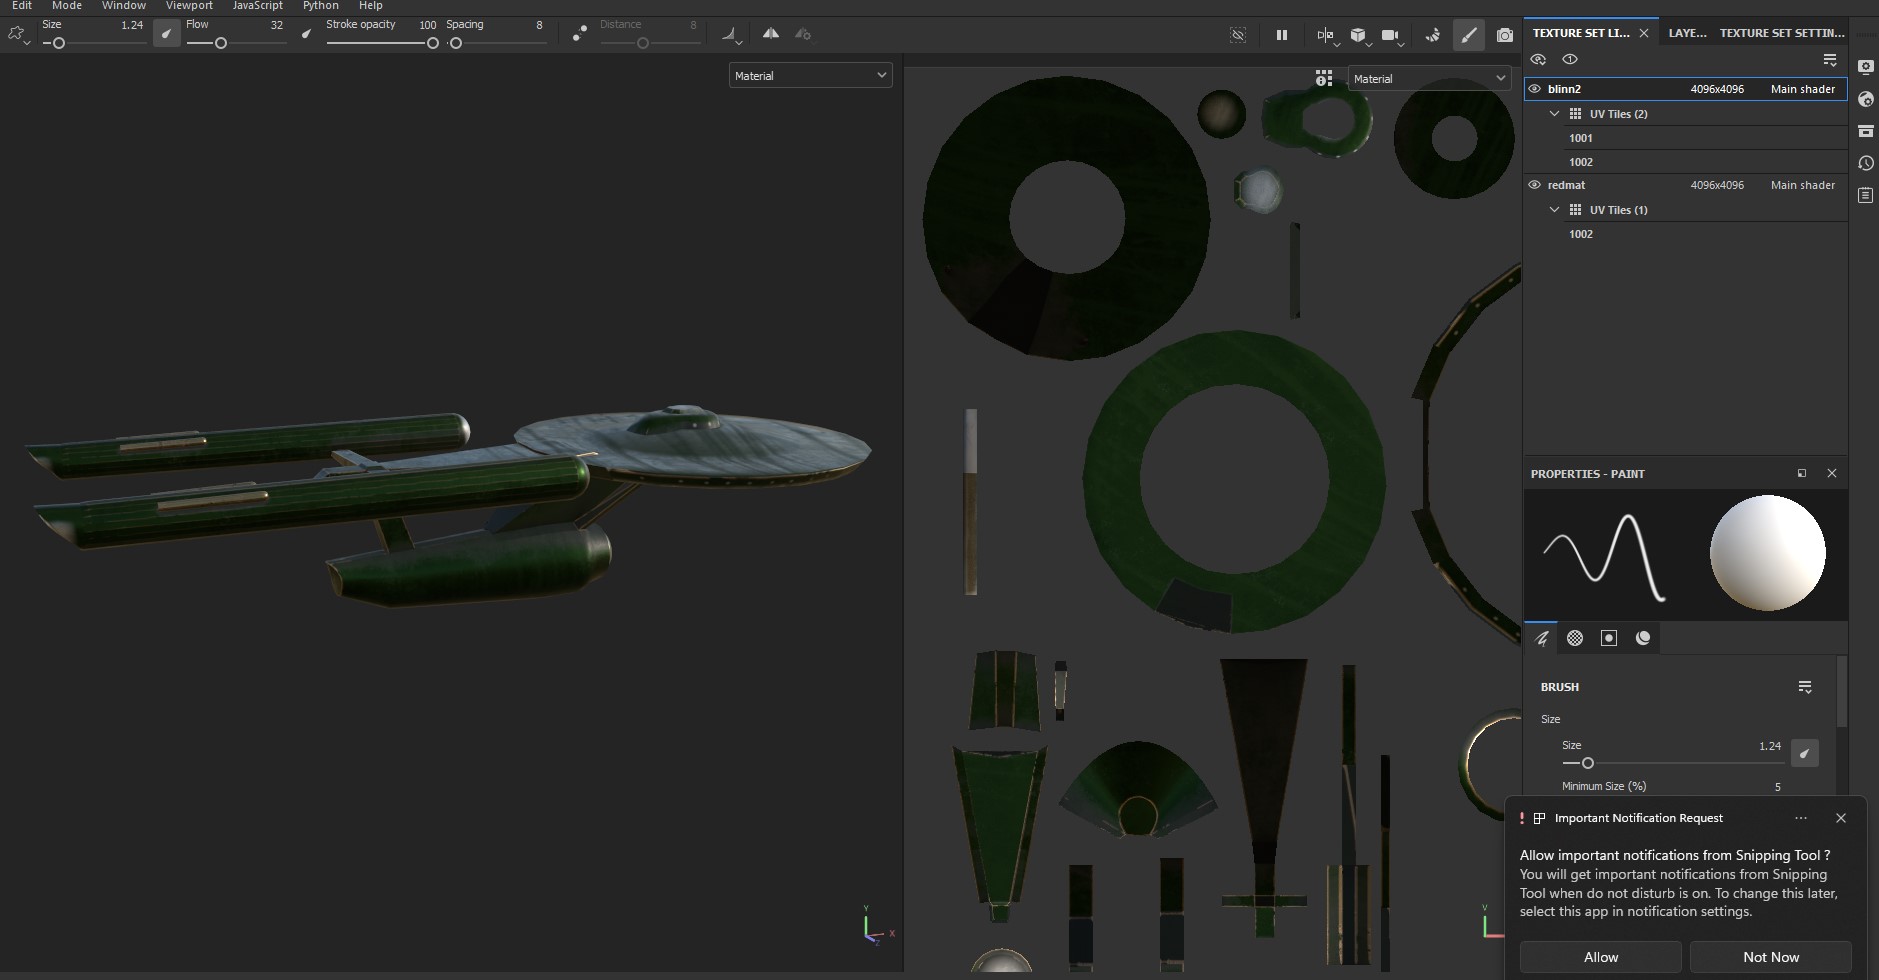 Edit Mode Window Viewport JavaScript Python Help
Size 1.24 Flow 32 Stroke opacity 100 Spacing 8 Distance 8
Material
Material
TEXTURE SET LI... LAYE... TEXTURE SET SETTIN...
blinn2 4096x4096 Main shader
UV Tiles (2)
1001
1002
redmat 4096x4096 Main shader
UV Tiles (1)
1002
PROPERTIES - PAINT
BRUSH
Size
Size 1.24
Minimum Size (%) 5
Important Notification Request
Allow important notifications from Snipping Tool ?
You will get important notifications from Snipping
Tool when do not disturb is on. To change this later,
select this app in notification settings.
Allow Not Now
Y
X
Z
V